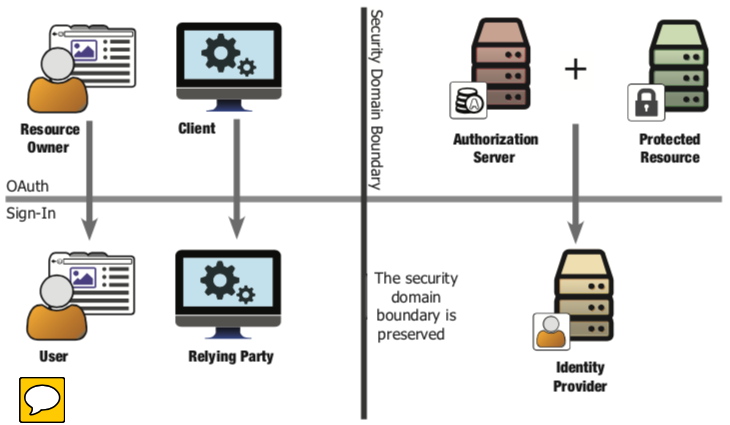 Resource
Owner
Client
Security Domain Boundary
A
Authorization
Server
+
Protected
Resource
OAuth
Sign-In
User
Relying Party
The security
domain
boundary is
preserved
Identity
Provider